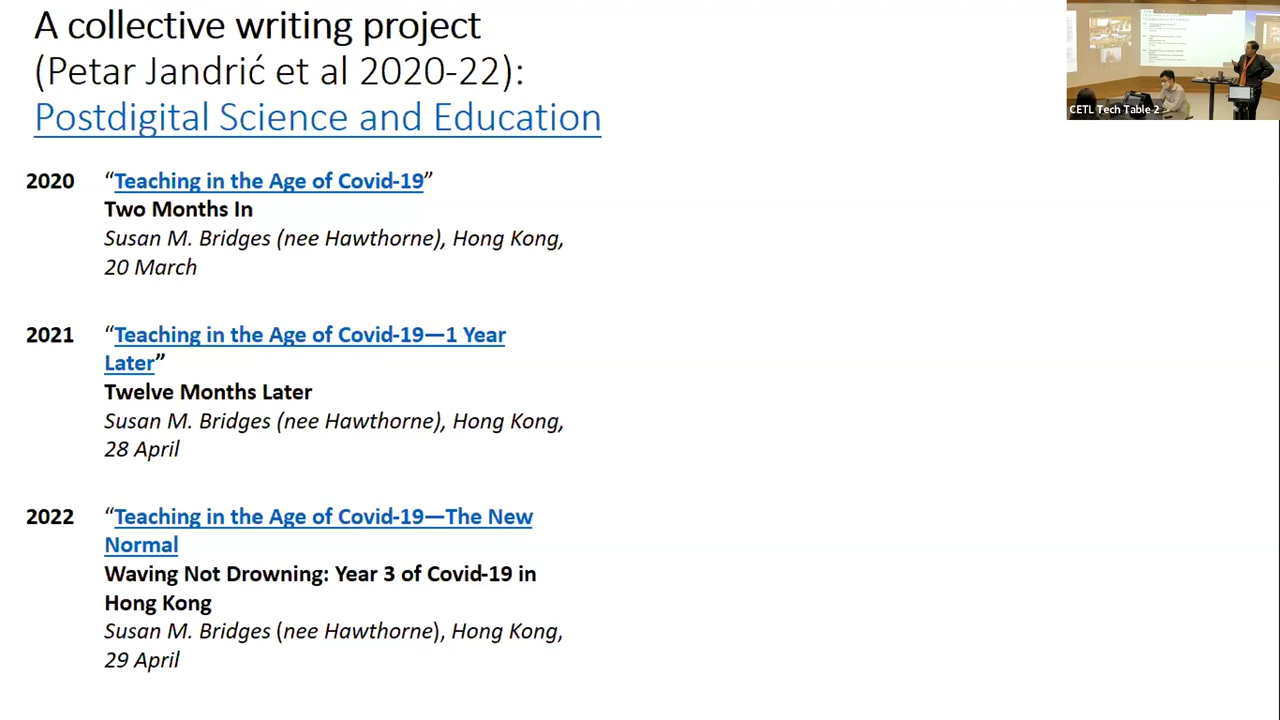 A collective writing project
(Petar Jandrić et al 2020-22):
Postdigital Science and Education
2020 “Teaching in the Age of Covid-19”
Two Months In
Susan M. Bridges (nee Hawthorne), Hong Kong,
20 March
2021 “Teaching in the Age of Covid-19—1 Year
Later”
Twelve Months Later
Susan M. Bridges (nee Hawthorne), Hong Kong,
28 April
2022 “Teaching in the Age of Covid-19—The New
Normal
Waving Not Drowning: Year 3 of Covid-19 in
Hong Kong
Susan M. Bridges (nee Hawthorne), Hong Kong,
29 April
CETL Tech Table 2